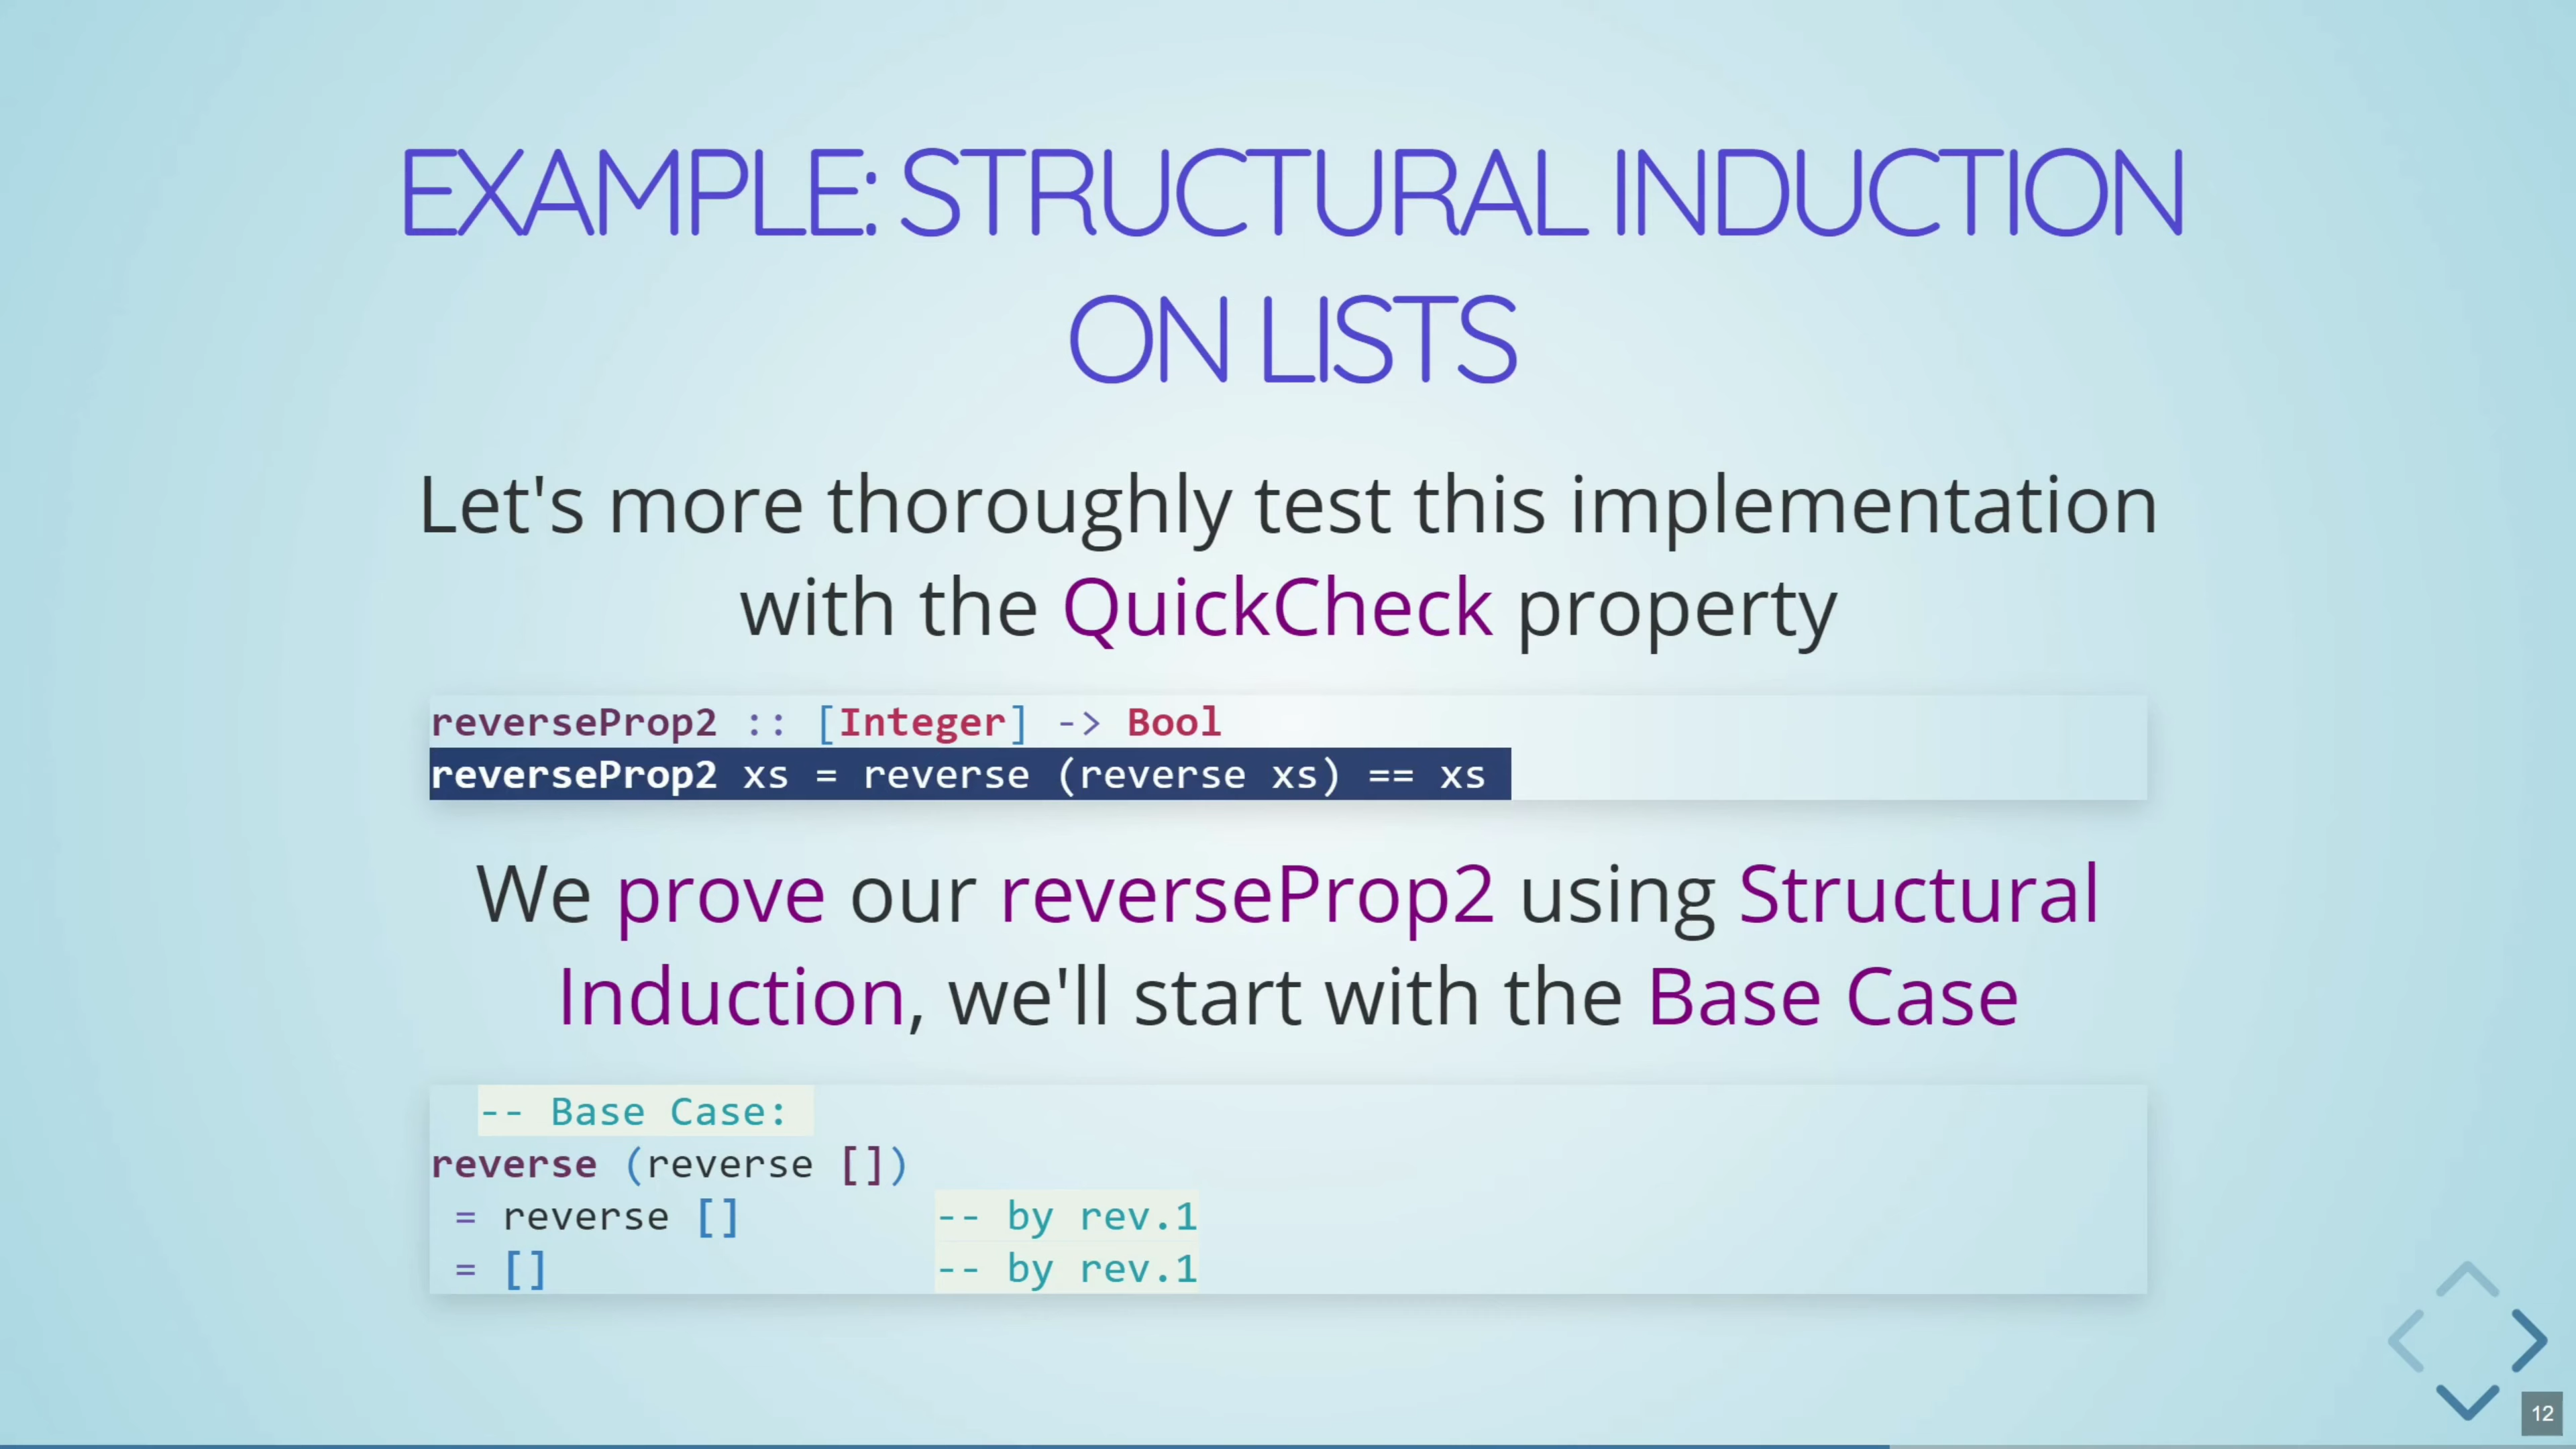 EXAMPLE: STRUCTURAL INDUCTION
ON LISTS
Let's more thoroughly test this implementation
with the QuickCheck property
reverseProp2 :: [Integer] -> Bool
reverseProp2 xs = reverse (reverse xs) == xs
We prove our reverseProp2 using Structural
Induction, we'll start with the Base Case
-- Base Case:
reverse (reverse [])
= reverse [] -- by rev.1
= [] -- by rev.1
12